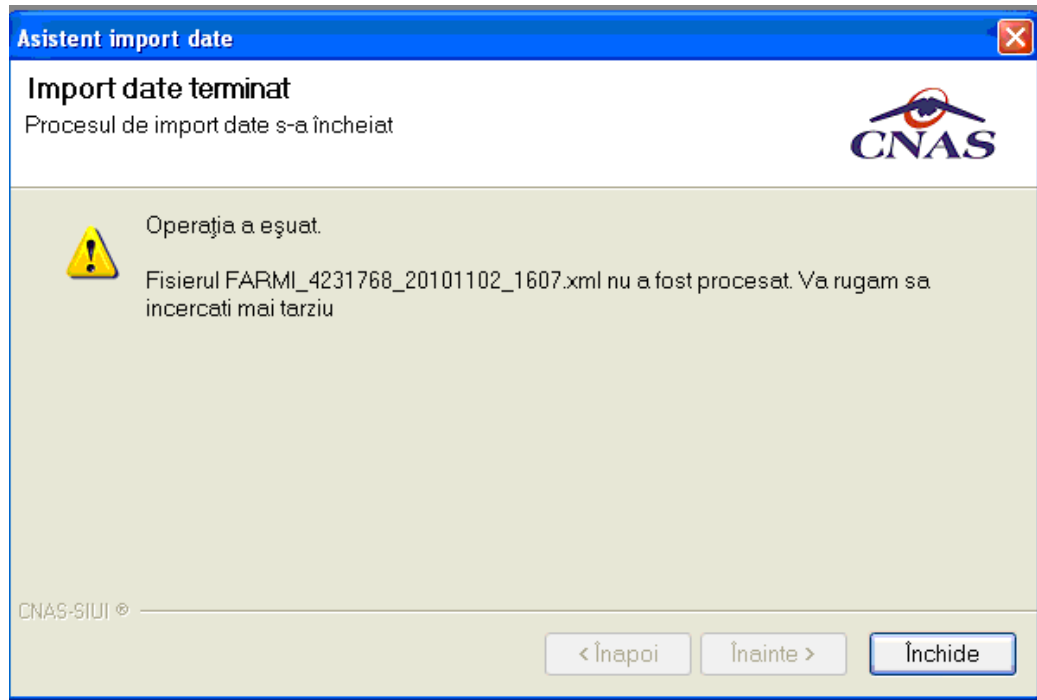 Asistent import date
Import date terminat
Procesul de import date s-a încheiat
CNAS
Operaţia a eşuat.
Fisierul FARMI_4231768_20101102_1607.xml nu a fost procesat. Va rugam sa
incercati mai tarziu
CNAS-SIUI ®
< Înapoi
Înainte >
Închide